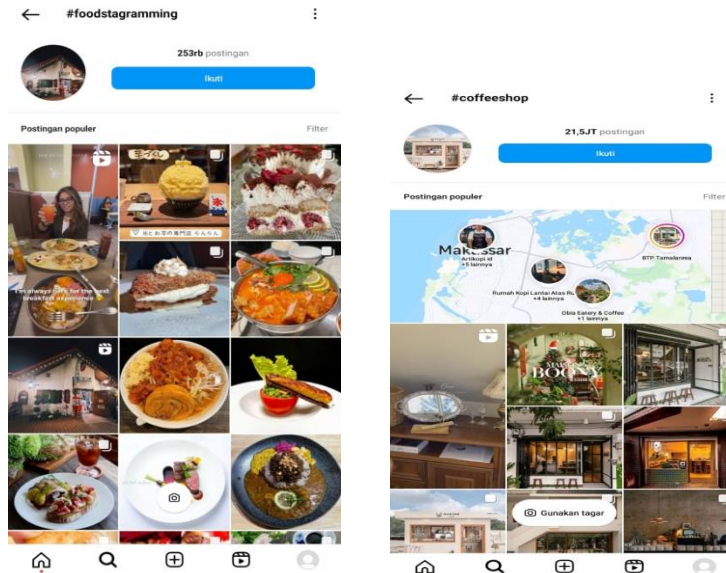 #foodstagramming
253rb postingan
Ikuti
Postingan populer
Filter
I'm always back for the best
breakfast experience
#coffeeshop
21,5JT postingan
Ikuti
Postingan populer
Filter
Makassar
Artikopi.id
+5 lainnya
BTP Tamalanrea
Rumah Kopi Lantai Atas Ru
+4 lainnya
Obia Eatery & Coffee
+1 lainnya
BOONY
Gunakan tagar